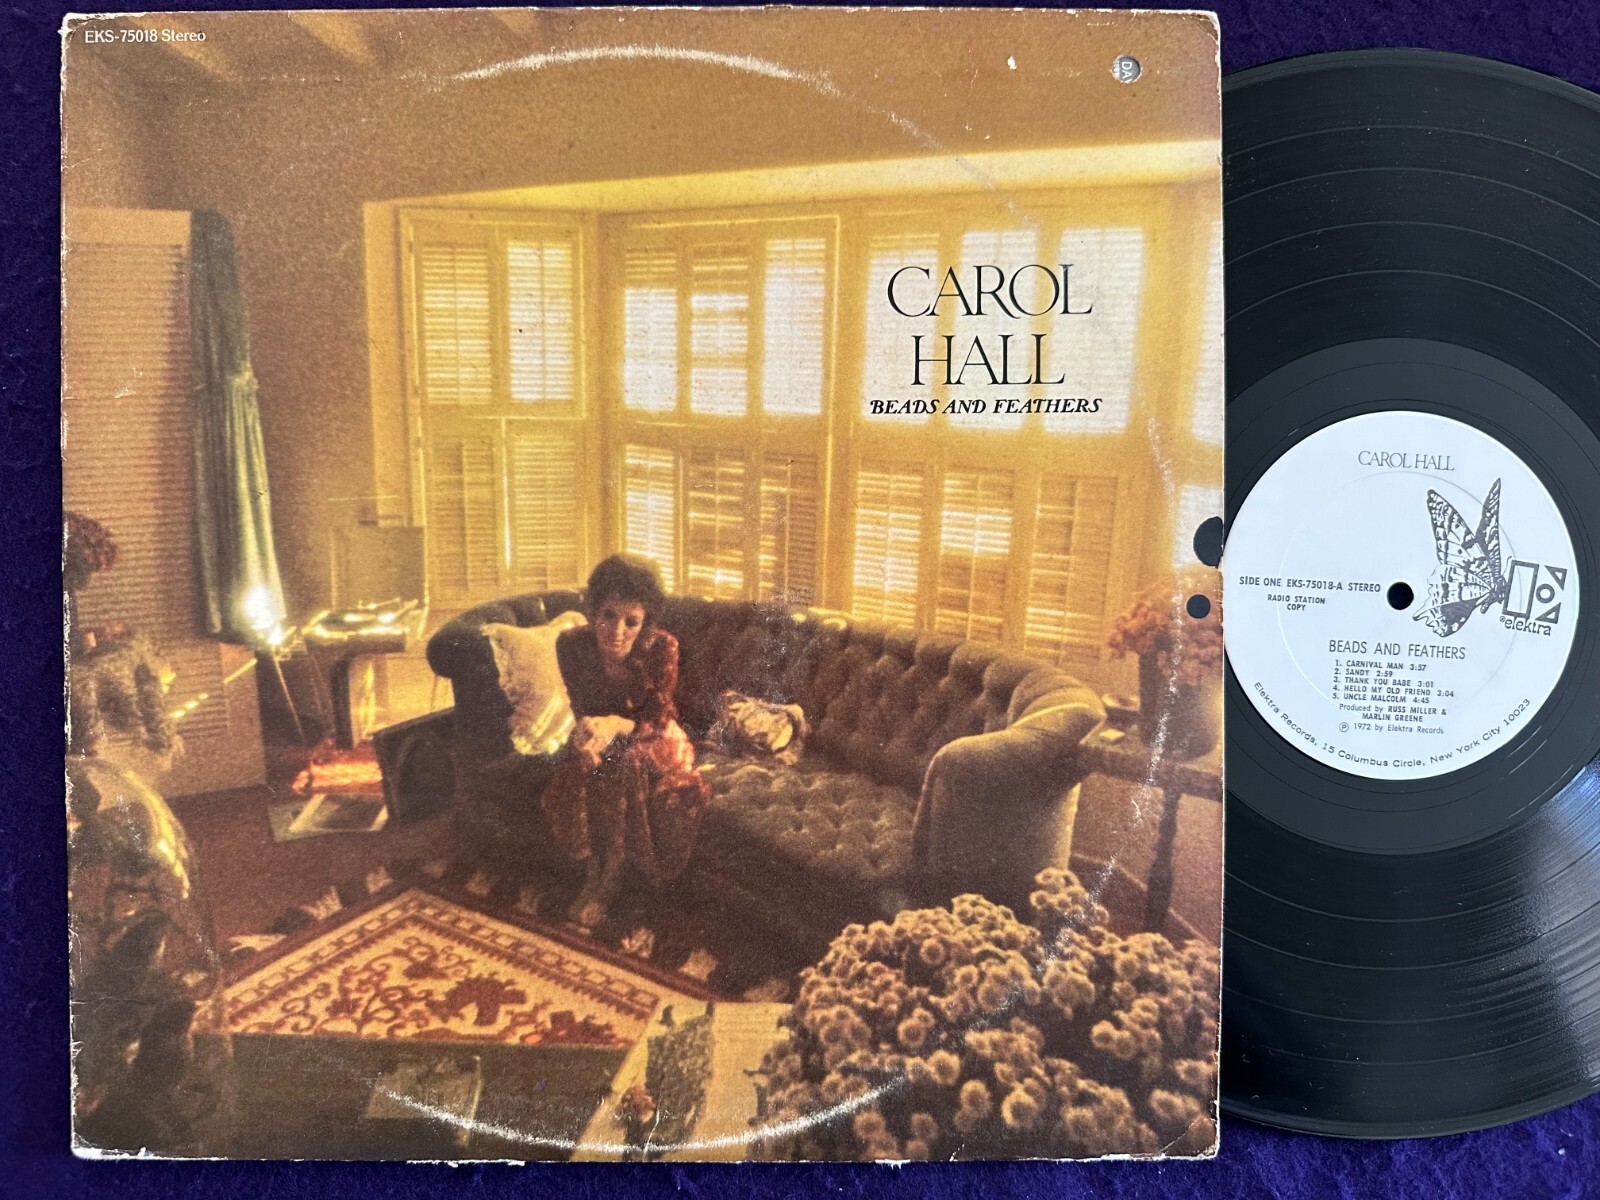 EKS-75018 Stereo
DAY
CAROL
HALL
BEADS AND FEATHERS
CAROL HALL
SIDE ONE EKS-75018-A STEREO
RADIO STATION
COPY
elektra
BEADS AND FEATHERS
1. CARNIVAL MAN 3:57
2. SANDY 2:59
3. THANK YOU BABE 3:01
4. HELLO MY OLD FRIEND 3:04
5. UNCLE MALCOLM 4:45
Produced by RUSS MILLER &
MARLIN GREENE
℗ 1972 by Elektra Records
Elektra Records, 15 Columbus Circle, New York City 10023